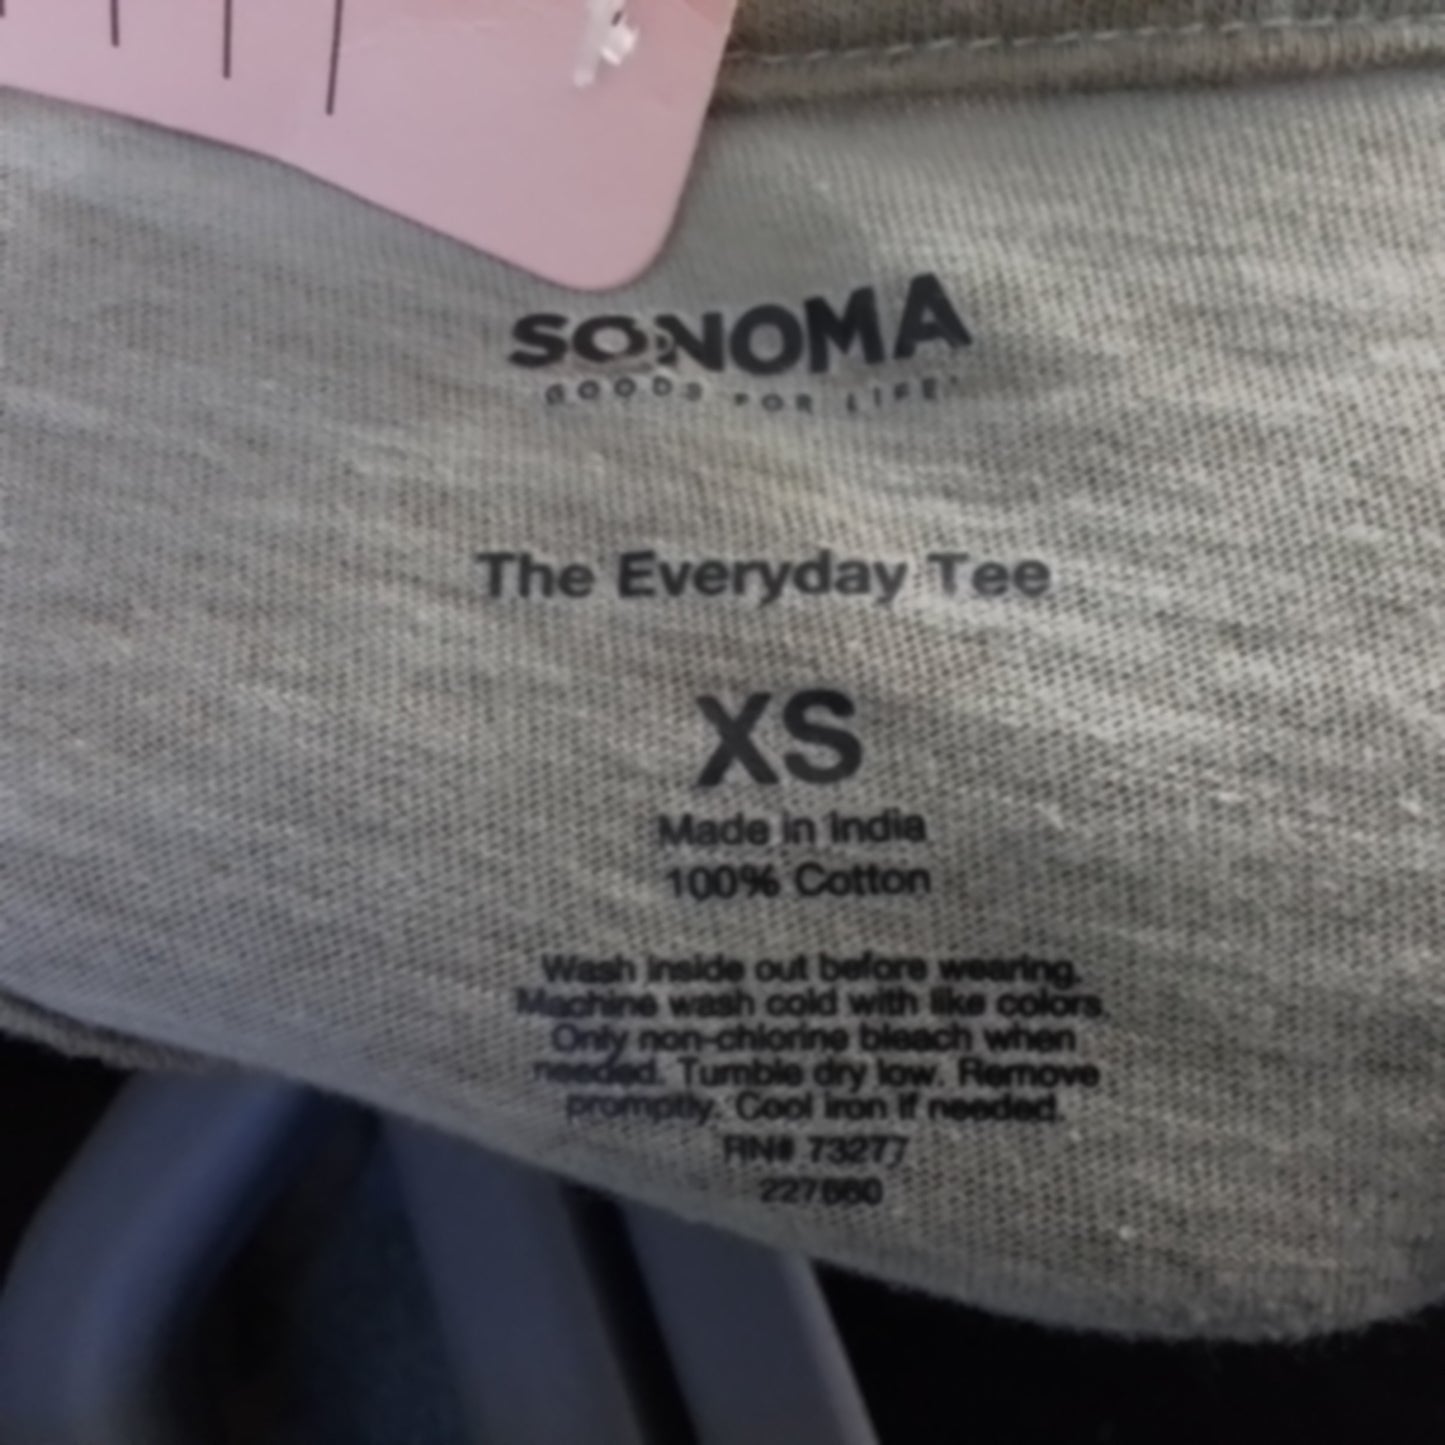 SONOMA
GOODS FOR LIFE
The Everyday Tee
XS
Made in India
100% Cotton
Wash inside out before wearing.
Machine wash cold with like colors.
Only non-chlorine bleach when
needed. Tumble dry low. Remove
promptly. Cool iron if needed.
RN# 73277